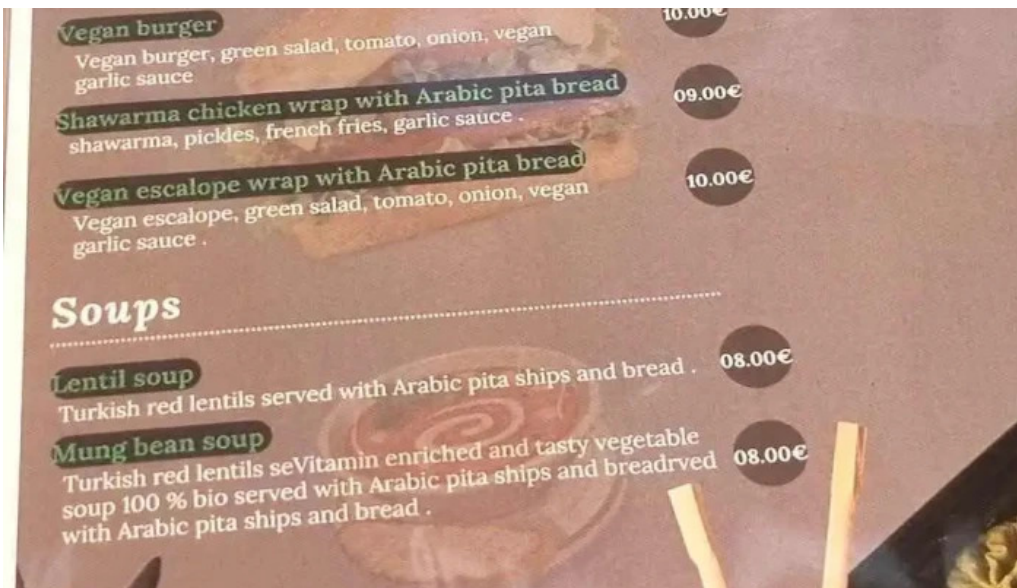 Vegan burger
10.00€
Vegan burger, green salad, tomato, onion, vegan
garlic sauce
Shawarma chicken wrap with Arabic pita bread
09.00€
shawarma, pickles, french fries, garlic sauce .
Vegan escalope wrap with Arabic pita bread
10.00€
Vegan escalope, green salad, tomato, onion, vegan
garlic sauce .
Soups
Lentil soup
08.00€
Turkish red lentils served with Arabic pita ships and bread .
Mung bean soup
08.00€
Turkish red lentils seVitamin enriched and tasty vegetable
soup 100 % bio served with Arabic pita ships and breadrved
with Arabic pita ships and bread .